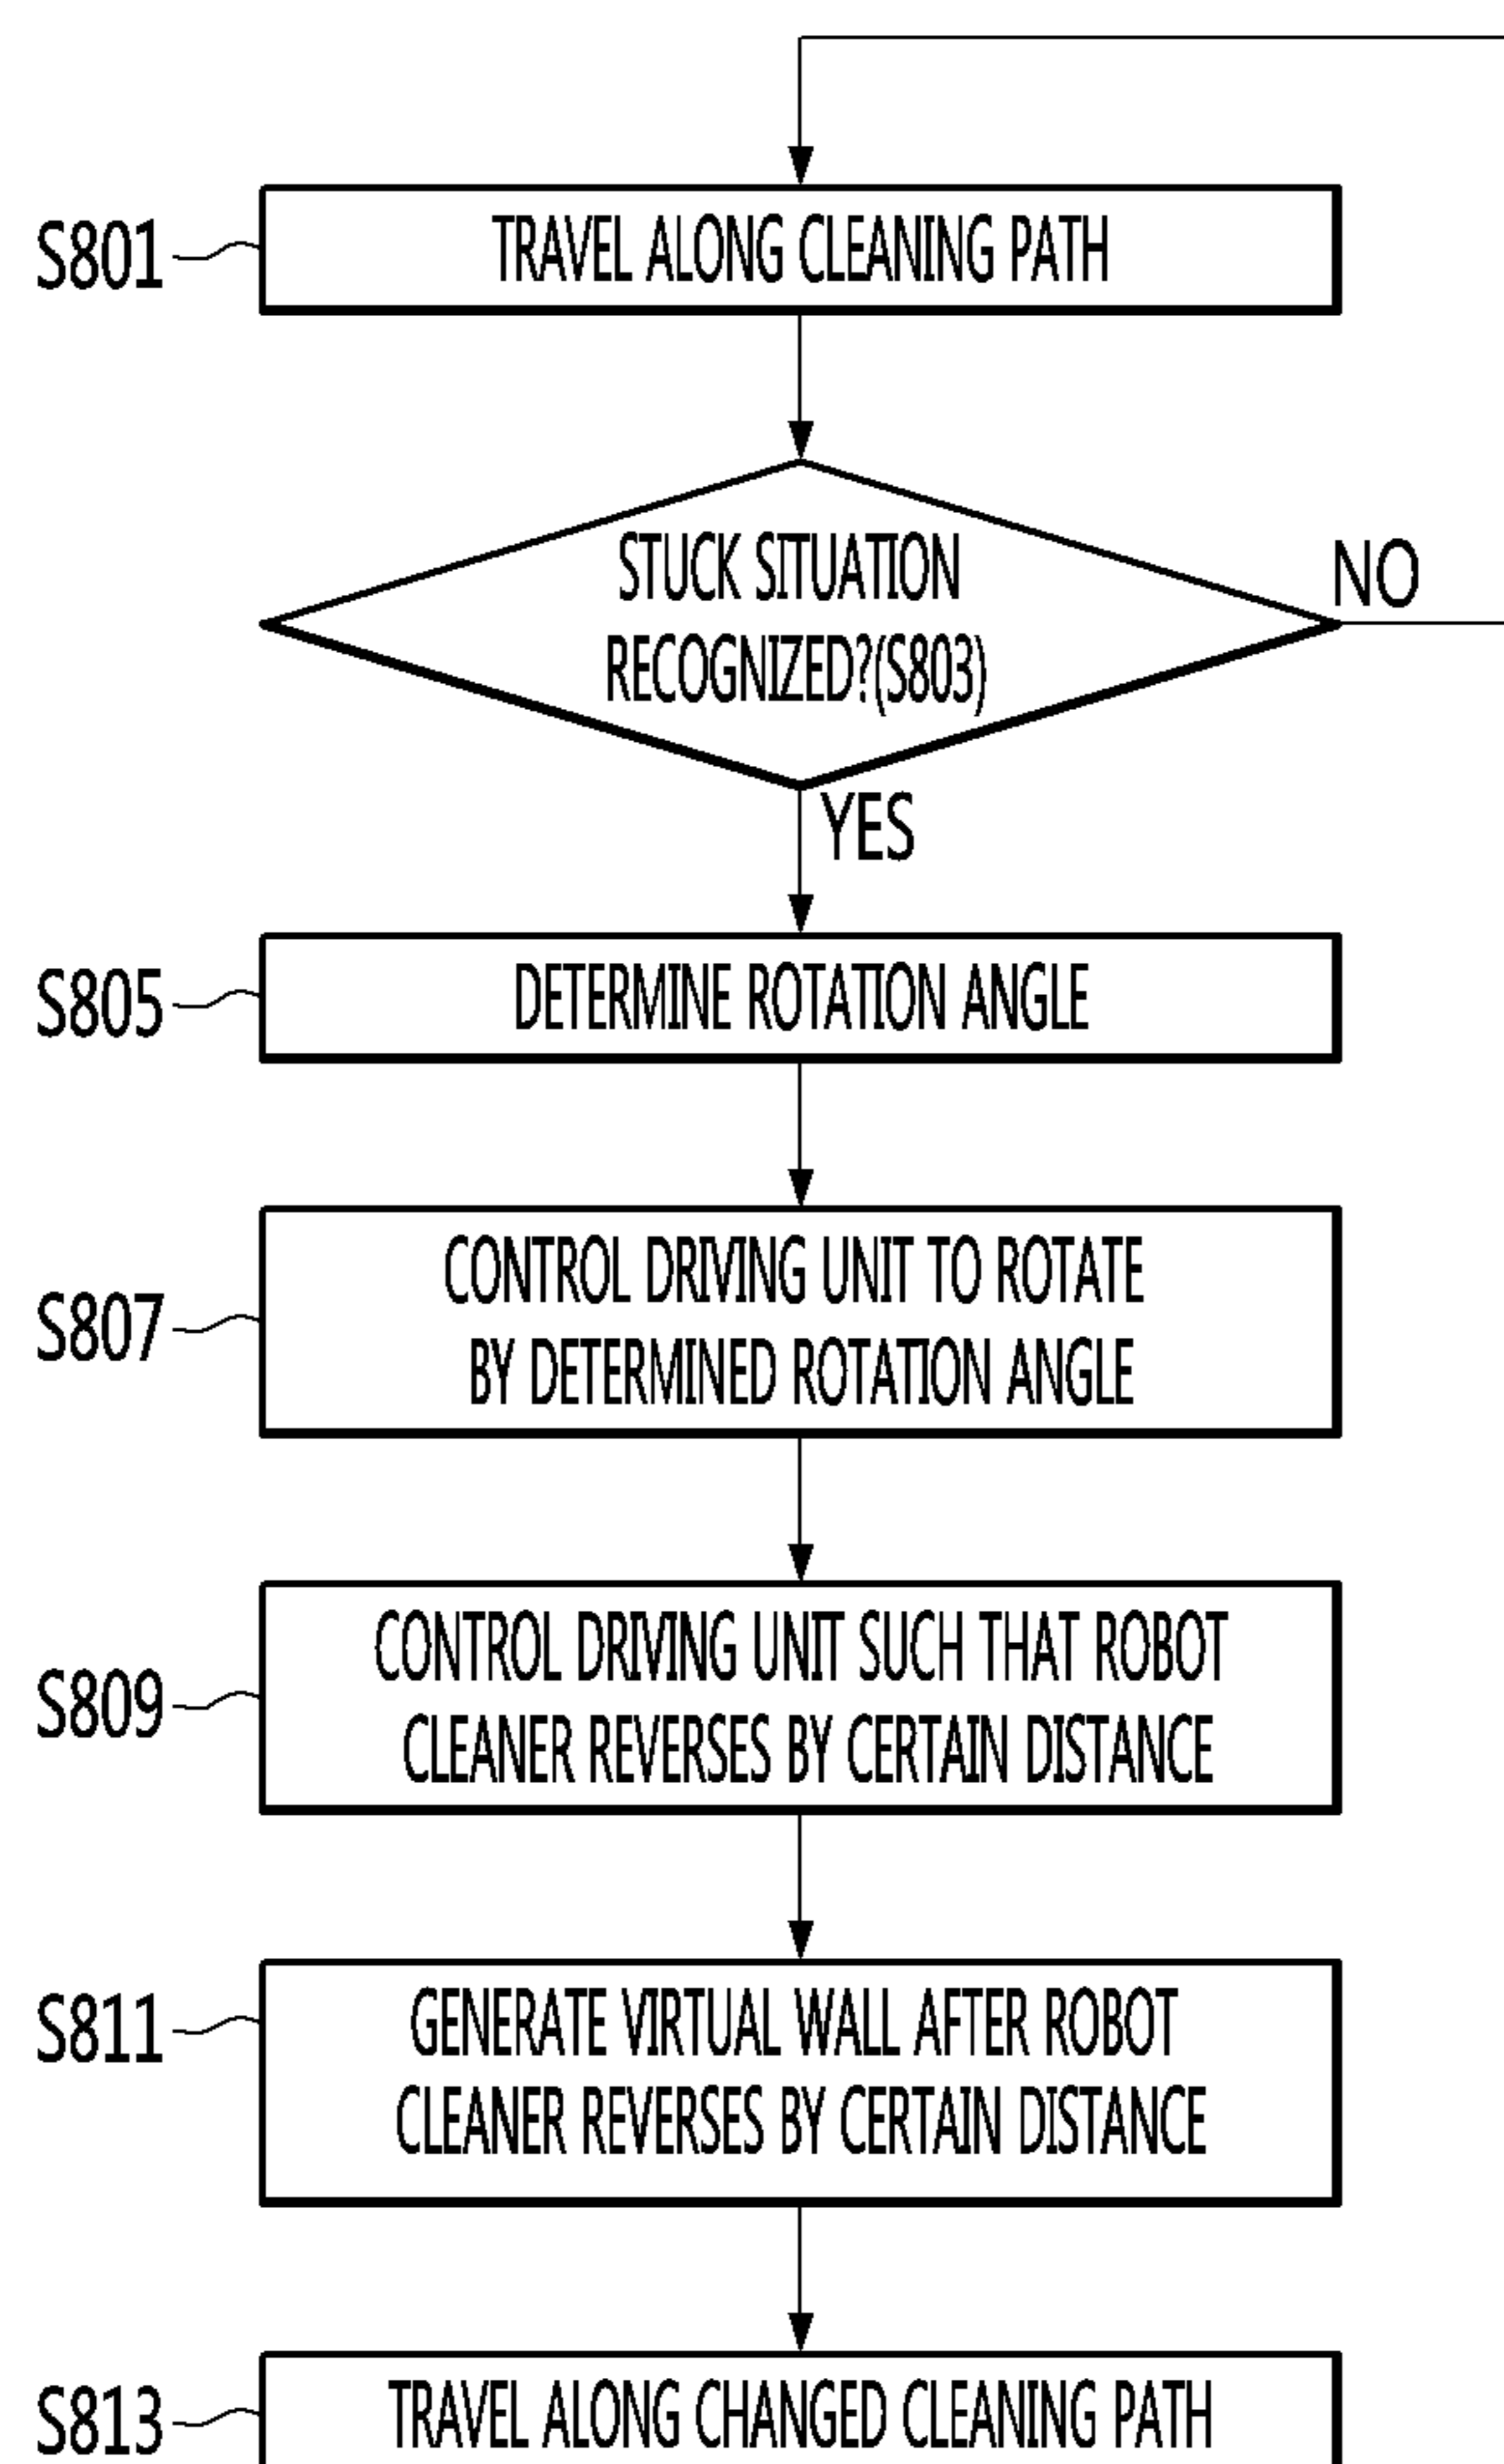 S801
TRAVEL ALONG CLEANING PATH
STUCK SITUATION
RECOGNIZED?(S803)
NO
YES
S805
DETERMINE ROTATION ANGLE
S807
CONTROL DRIVING UNIT TO ROTATE
BY DETERMINED ROTATION ANGLE
S809
CONTROL DRIVING UNIT SUCH THAT ROBOT
CLEANER REVERSES BY CERTAIN DISTANCE
S811
GENERATE VIRTUAL WALL AFTER ROBOT
CLEANER REVERSES BY CERTAIN DISTANCE
S813
TRAVEL ALONG CHANGED CLEANING PATH